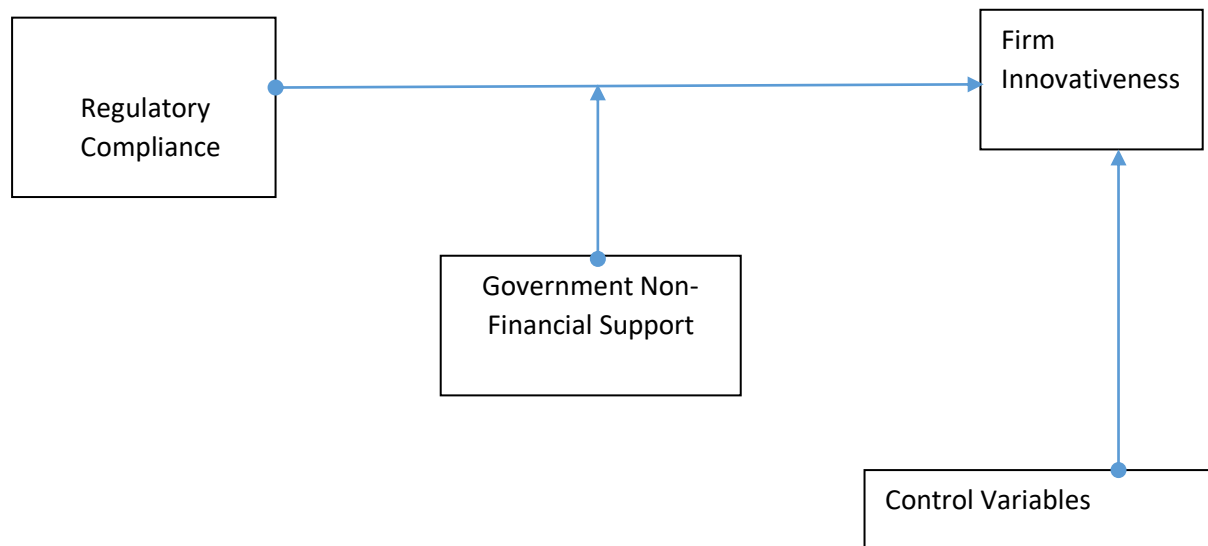 Firm
Innovativeness
Regulatory
Compliance
Government Non-
Financial Support
Control Variables